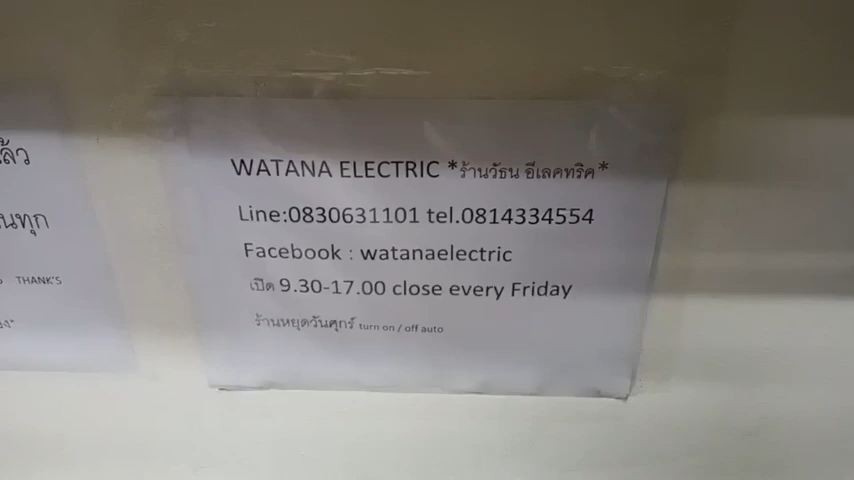 WATANA ELECTRIC *ร้านวัธน อีเลคทริค*
Line:0830631101 tel.0814334554
Facebook : watanaelectric
เปิด 9.30-17.00 close every Friday
ร้านหยุดวันศุกร์ turn on / off auto
THANK'S